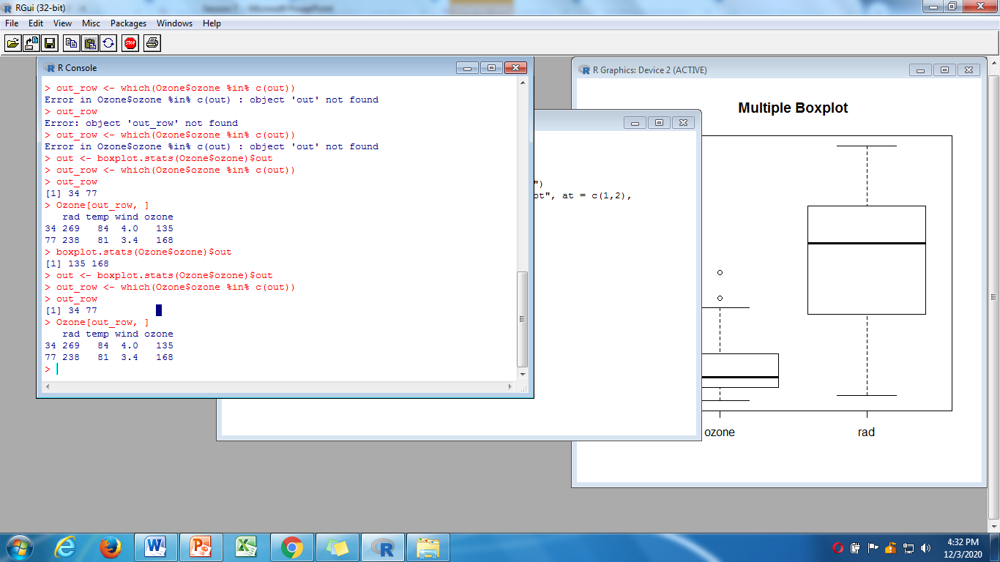 RGui (32-bit)
File Edit View Misc Packages Windows Help
STOP
R Console
> out_row <- which(Ozone$ozone %in% c(out))
Error in Ozone$ozone %in% c(out) : object 'out' not found
> out_row
Error: object 'out_row' not found
> out_row <- which(Ozone$ozone %in% c(out))
Error in Ozone$ozone %in% c(out) : object 'out' not found
> out <- boxplot.stats(Ozone$ozone)$out
> out_row <- which(Ozone$ozone %in% c(out))
> out_row
[1] 34 77
> Ozone[out_row, ]
   rad temp wind ozone
34 269   84  4.0   135
77 238   81  3.4   168
> boxplot.stats(Ozone$ozone)$out
[1] 135 168
> out <- boxplot.stats(Ozone$ozone)$out
> out_row <- which(Ozone$ozone %in% c(out))
> out_row
[1] 34 77
> Ozone[out_row, ]
   rad temp wind ozone
34 269   84  4.0   135
77 238   81  3.4   168
>
")
ot", at = c(1,2),
R Graphics: Device 2 (ACTIVE)
Multiple Boxplot
ozone rad
4:32 PM
12/3/2020